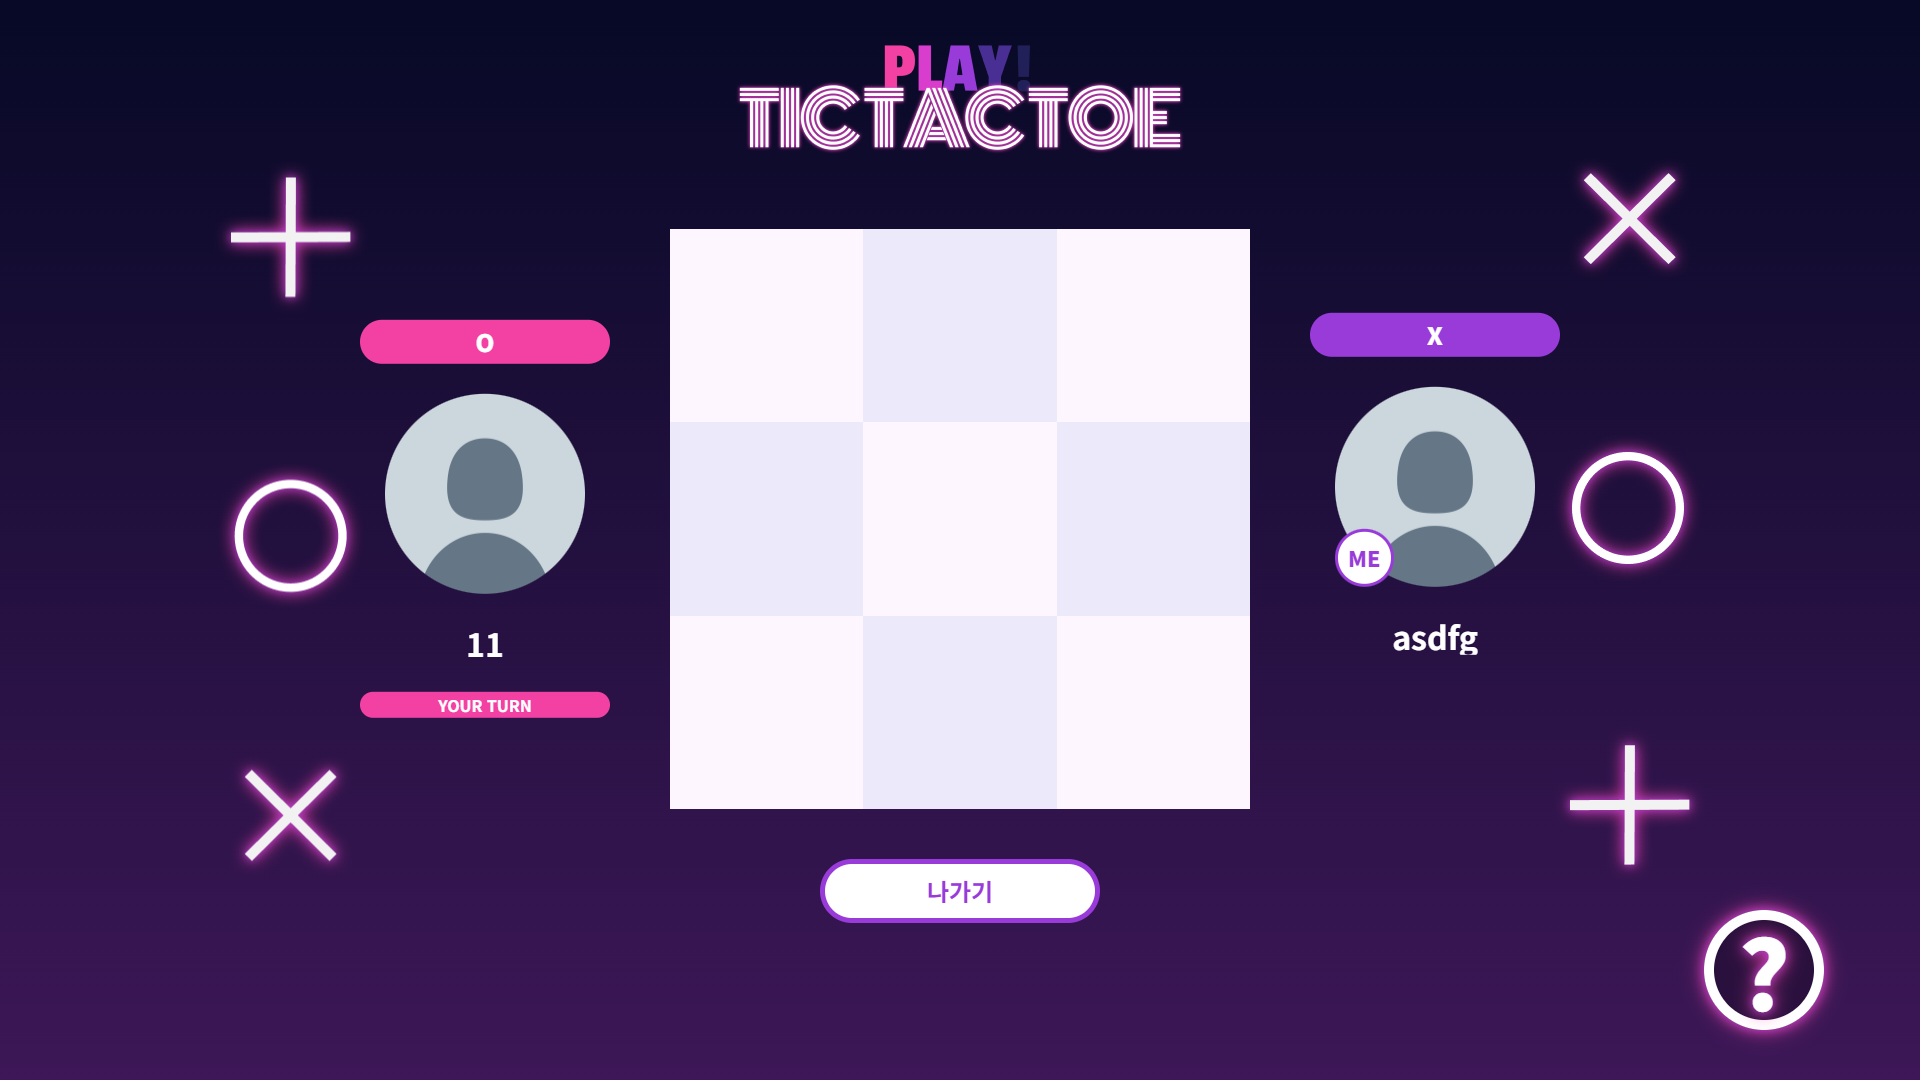 PLAY!
TICTACTOE
O
X
ME
11
asdfg
YOUR TURN
나가기
?